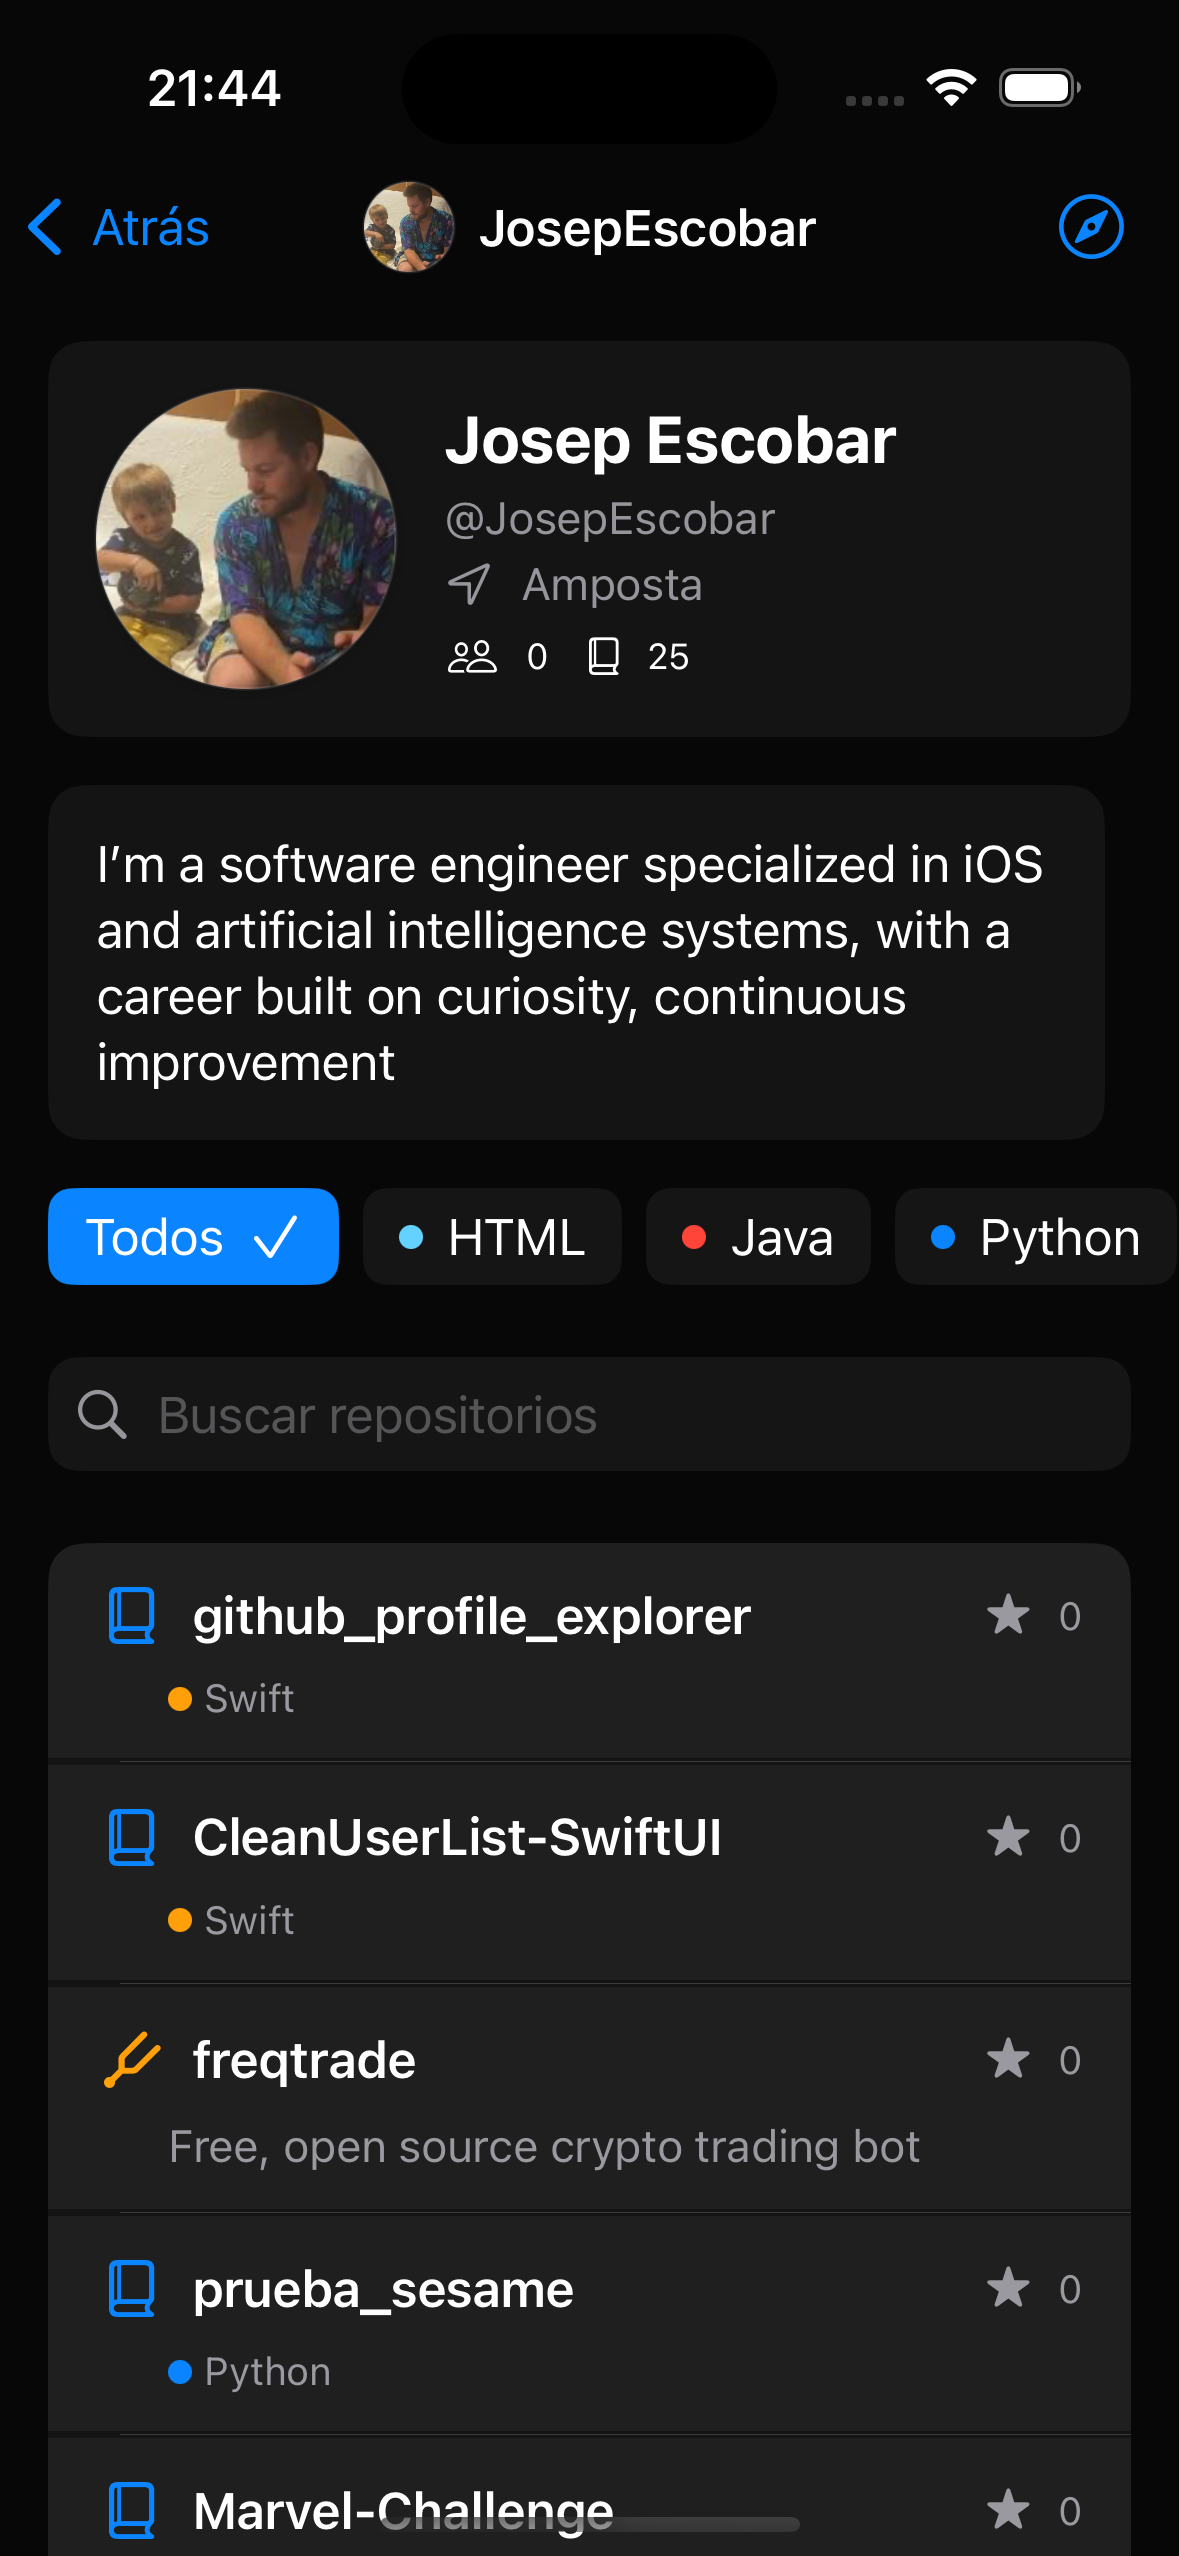 21:44
Atrás
JosepEscobar
Josep Escobar
@JosepEscobar
Amposta
0 25
I’m a software engineer specialized in iOS
and artificial intelligence systems, with a
career built on curiosity, continuous
improvement
Todos HTML Java Python
Buscar repositorios
github_profile_explorer 0
Swift
CleanUserList-SwiftUI 0
Swift
freqtrade 0
Free, open source crypto trading bot
prueba_sesame 0
Python
Marvel-Challenge 0